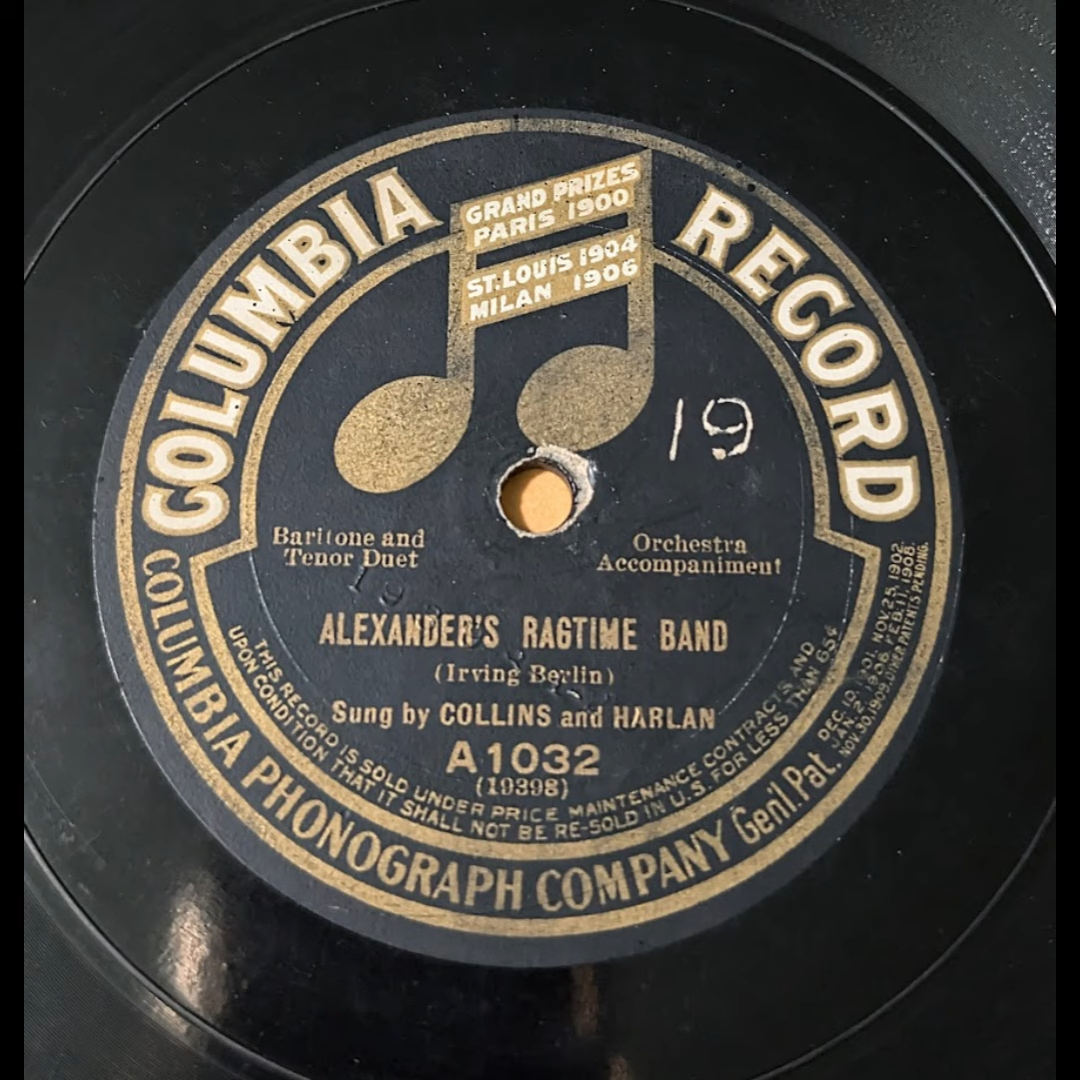 COLUMBIA RECORD
GRAND PRIZES
PARIS 1900
ST. LOUIS 1904
MILAN 1906
19
Baritone and
Tenor Duet
Orchestra
Accompaniment
19
ALEXANDER'S RAGTIME BAND
(Irving Berlin)
Sung by COLLINS and HARLAN
A1032
(19398)
THIS RECORD IS SOLD UNDER PRICE MAINTENANCE CONTRACTS AND
UPON CONDITION THAT IT SHALL NOT BE RE-SOLD IN U.S. FOR LESS THAN 65¢
COLUMBIA PHONOGRAPH COMPANY Gen'l. Pat.
DEC. 10, '01. NOV. 25, 1902.
JAN. 2, 1906. FEB. 11, 1908.
NOV. 30, 1909. OTHER PATENTS PENDING.